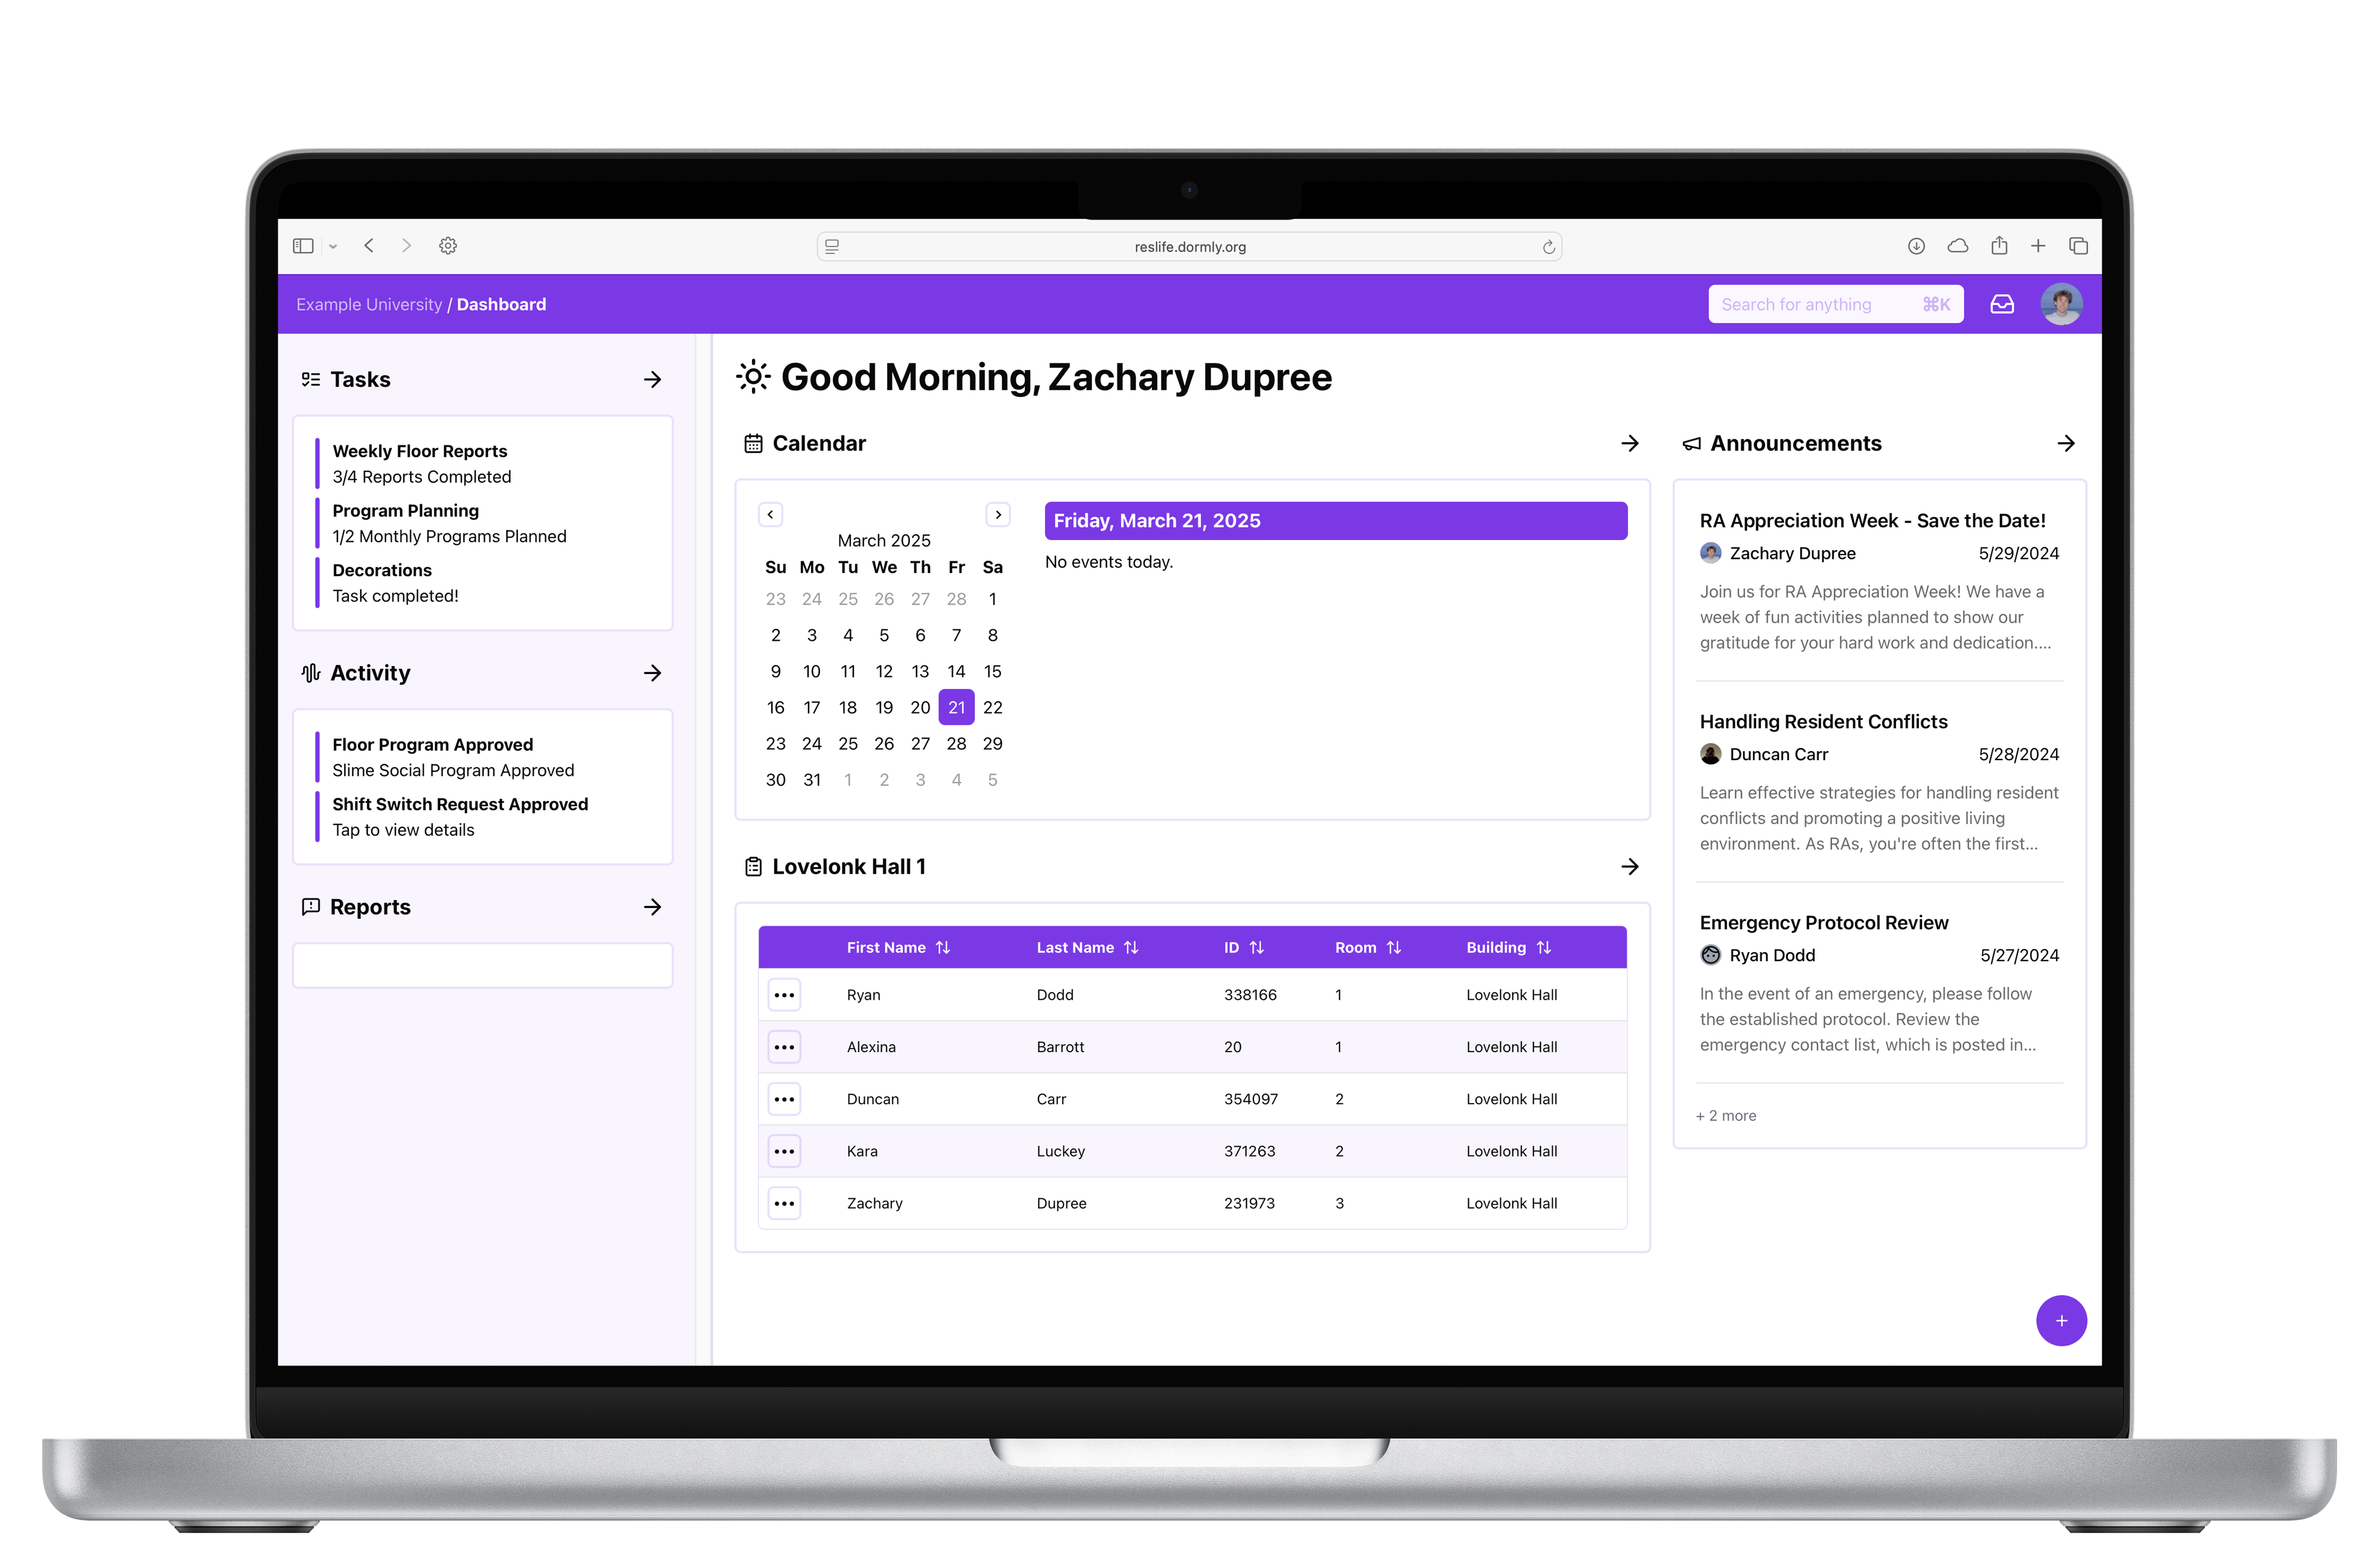 reslife.dormly.org
Example University / Dashboard
Search for anything ⌘K
Tasks
Weekly Floor Reports
3/4 Reports Completed
Program Planning
1/2 Monthly Programs Planned
Decorations
Task completed!
Activity
Floor Program Approved
Slime Social Program Approved
Shift Switch Request Approved
Tap to view details
Reports
Good Morning, Zachary Dupree
Calendar
March 2025
Su Mo Tu We Th Fr Sa
23 24 25 26 27 28 1
2 3 4 5 6 7 8
9 10 11 12 13 14 15
16 17 18 19 20 21 22
23 24 25 26 27 28 29
30 31 1 2 3 4 5
Friday, March 21, 2025
No events today.
Lovelonk Hall 1
First Name Last Name ID Room Building
Ryan Dodd 338166 1 Lovelonk Hall
Alexina Barrott 20 1 Lovelonk Hall
Duncan Carr 354097 2 Lovelonk Hall
Kara Luckey 371263 2 Lovelonk Hall
Zachary Dupree 231973 3 Lovelonk Hall
Announcements
RA Appreciation Week - Save the Date!
Zachary Dupree 5/29/2024
Join us for RA Appreciation Week! We have a
week of fun activities planned to show our
gratitude for your hard work and dedication....
Handling Resident Conflicts
Duncan Carr 5/28/2024
Learn effective strategies for handling resident
conflicts and promoting a positive living
environment. As RAs, you're often the first...
Emergency Protocol Review
Ryan Dodd 5/27/2024
In the event of an emergency, please follow
the established protocol. Review the
emergency contact list, which is posted in...
+ 2 more